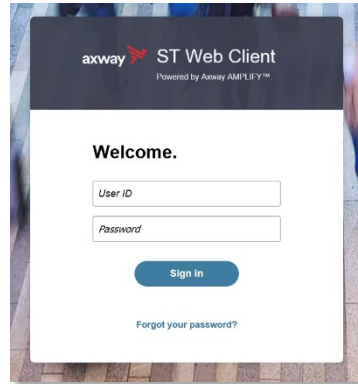 axway ST Web Client
Powered by Axway AMPLIFY™
Welcome.
User ID
Password
Sign in
Forgot your password?